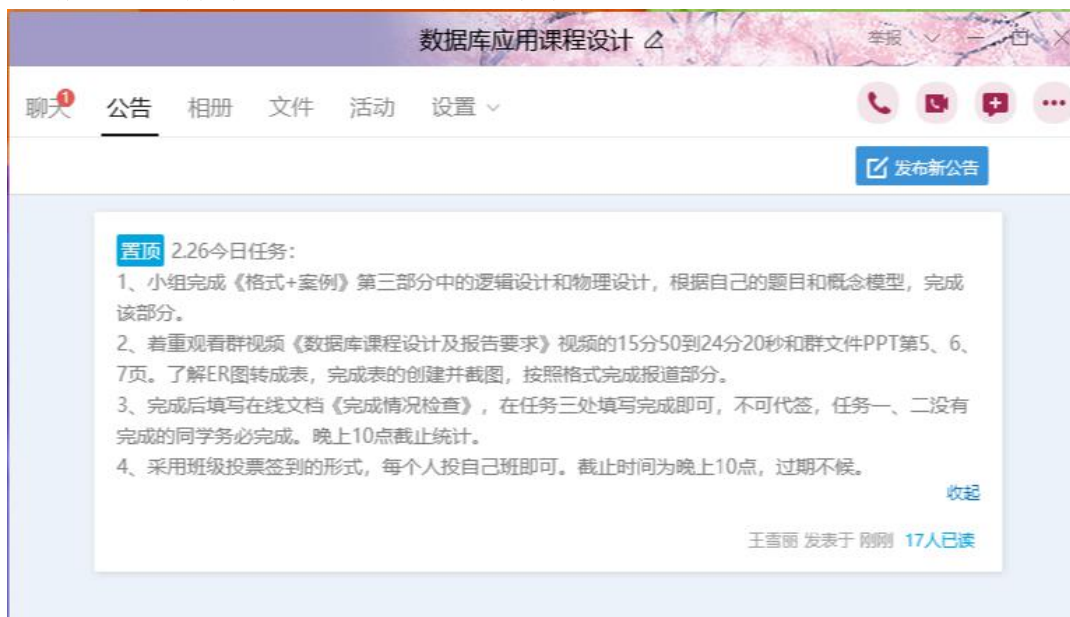 数据库应用课程设计
举报
聊天 1 公告 相册 文件 活动 设置
发布新公告
置顶 2.26今日任务：
1、小组完成《格式+案例》第三部分中的逻辑设计和物理设计，根据自己的题目和概念模型，完成
该部分。
2、着重观看群视频《数据库课程设计及报告要求》视频的15分50到24分20秒和群文件PPT第5、6、
7页。了解ER图转成表，完成表的创建并截图，按照格式完成报道部分。
3、完成后填写在线文档《完成情况检查》，在任务三处填写完成即可，不可代签，任务一、二没有
完成的同学务必完成。晚上10点截止统计。
4、采用班级投票签到的形式，每个人投自己班即可。截止时间为晚上10点，过期不候。
收起
王雪丽 发表于 刚刚 17人已读